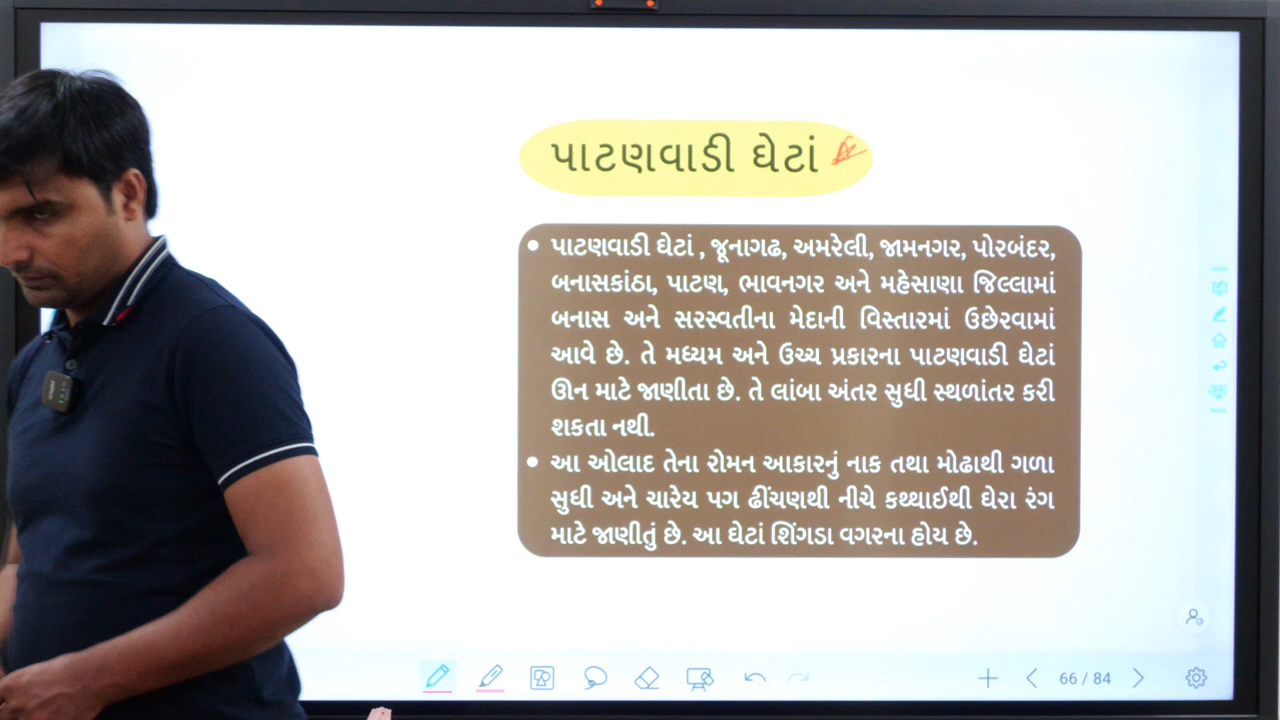 પાટણવાડી ઘેટાં
• પાટણવાડી ઘેટાં , જૂનાગઢ, અમરેલી, જામનગર, પોરબંદર,
બનાસકાંઠા, પાટણ, ભાવનગર અને મહેસાણા જિલ્લામાં
બનાસ અને સરસ્વતીના મેદાની વિસ્તારમાં ઉછેરવામાં
આવે છે. તે મધ્યમ અને ઉચ્ચ પ્રકારના પાટણવાડી ઘેટાં
ઊન માટે જાણીતા છે. તે લાંબા અંતર સુધી સ્થળાંતર કરી
શકતા નથી.
• આ ઓલાદ તેના રોમન આકારનું નાક તથા મોઢાથી ગળા
સુધી અને ચારેય પગ ઢીંચણથી નીચે કથ્થાઈથી ઘેરા રંગ
માટે જાણીતું છે. આ ઘેટાં શિંગડા વગરના હોય છે.
66 / 84